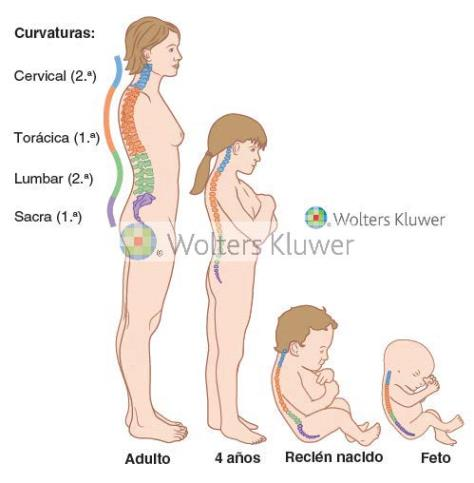 Curvaturas:
Cervical (2.ª)
Torácica (1.ª)
Lumbar (2.ª)
Sacra (1.ª)
Wolters Kluwer
® Wolters Kluwer
Adulto
4 años
Recién nacido
Feto